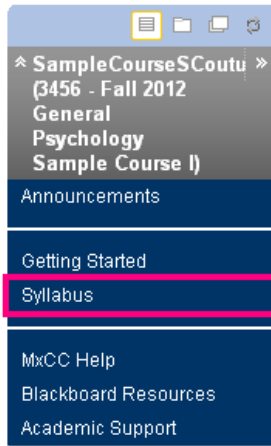 SampleCourseSCoutu
(3456 - Fall 2012
General
Psychology
Sample Course I)
Announcements
Getting Started
Syllabus
MxCC Help
Blackboard Resources
Academic Support